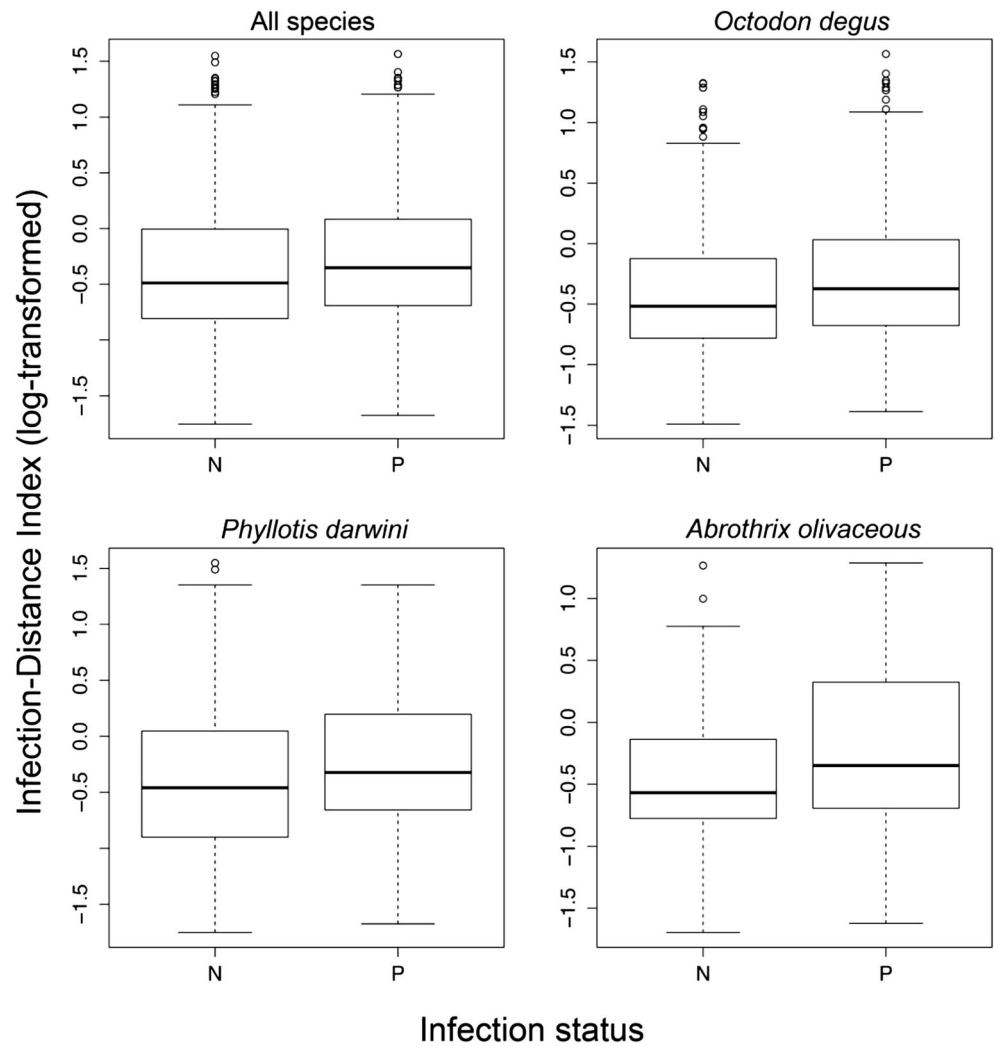 All species
Octodon degus
1.5
1.0
0.5
0.0
−0.5
−1.5
N
P
1.5
1.0
0.5
0.0
−0.5
−1.0
−1.5
N
P
Infection-Distance Index (log-transformed)
Phyllotis darwini
Abrothrix olivaceous
1.5
1.0
0.5
0.0
−0.5
−1.5
N
P
1.0
0.5
0.0
−0.5
−1.0
−1.5
N
P
Infection status